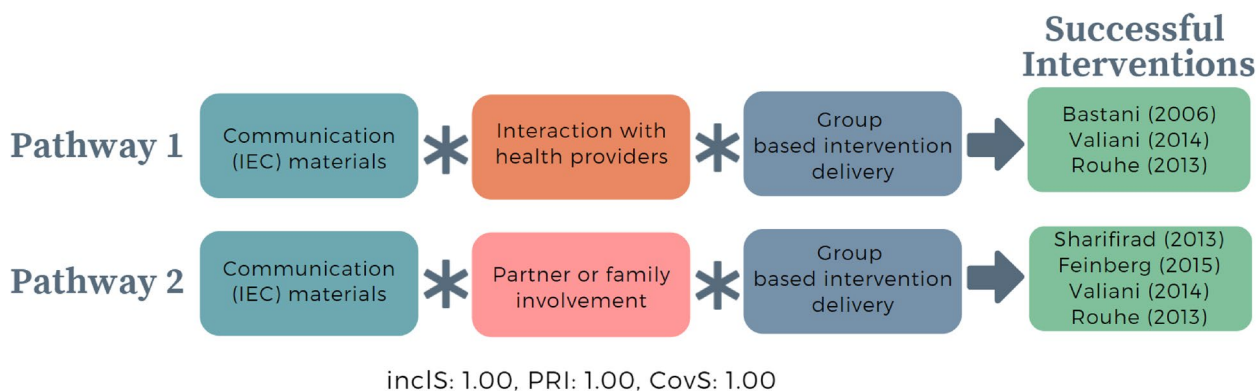 Successful
Interventions
Pathway 1
Communication
(IEC) materials
*
Interaction with
health providers
*
Group
based intervention
delivery
Bastani (2006)
Valiani (2014)
Rouhe (2013)
Pathway 2
Communication
(IEC) materials
*
Partner or family
involvement
*
Group
based intervention
delivery
Sharifirad (2013)
Feinberg (2015)
Valiani (2014)
Rouhe (2013)
inclS: 1.00, PRI: 1.00, CovS: 1.00